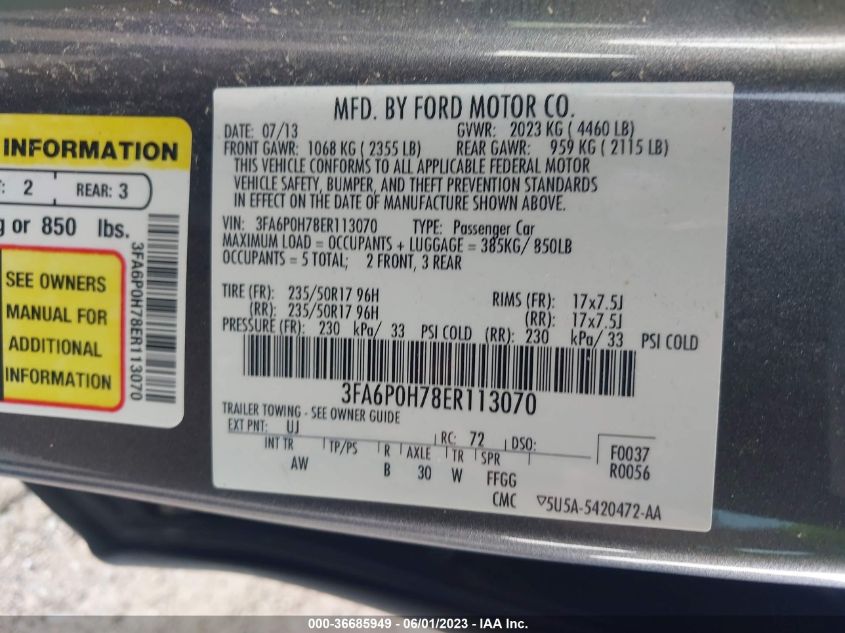 INFORMATION
: 2 REAR: 3
g or 850 lbs.
SEE OWNERS
MANUAL FOR
ADDITIONAL
INFORMATION
3FA6P0H78ER113070
MFD. BY FORD MOTOR CO.
DATE: 07/13 GVWR: 2023 KG ( 4460 LB)
FRONT GAWR: 1068 KG ( 2355 LB) REAR GAWR: 959 KG ( 2115 LB)
THIS VEHICLE CONFORMS TO ALL APPLICABLE FEDERAL MOTOR
VEHICLE SAFETY, BUMPER, AND THEFT PREVENTION STANDARDS
IN EFFECT ON THE DATE OF MANUFACTURE SHOWN ABOVE.
VIN: 3FA6P0H78ER113070 TYPE: Passenger Car
MAXIMUM LOAD = OCCUPANTS + LUGGAGE = 385KG/ 850LB
OCCUPANTS = 5 TOTAL; 2 FRONT, 3 REAR
TIRE (FR): 235/50R17 96H RIMS (FR): 17x7.5J
(RR): 235/50R17 96H (RR): 17x7.5J
PRESSURE (FR): 230 kPa/ 33 PSI COLD (RR): 230 kPa/ 33 PSI COLD
3FA6P0H78ER113070
TRAILER TOWING - SEE OWNER GUIDE
EXT PNT: UJ RC: 72 DSO: F0037
INT TR TP/PS R AXLE TR SPR R0056
AW B 30 W FFGG
CMC ▽5U5A-5420472-AA
000-36685949 - 06/01/2023 - IAA Inc.